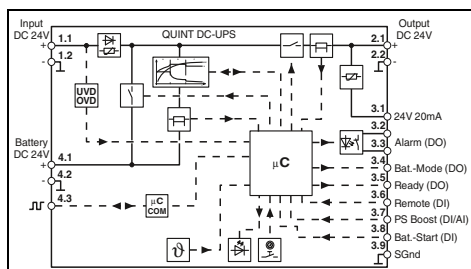 Input
DC 24V
+
1.1
1.2
-
QUINT DC-UPS
Output
DC 24V
2.1
+
2.2
-
UVD
OVD
3.1
24V 20mA
3.2
3.3
Alarm (DO)
Battery
DC 24V
+
4.1
4.2
-
4.3
µC
COM
µC
ϑ
3.4
Bat.-Mode (DO)
3.5
Ready (DO)
3.6
Remote (DI)
3.7
PS Boost (DI/AI)
3.8
Bat.-Start (DI)
3.9
SGnd